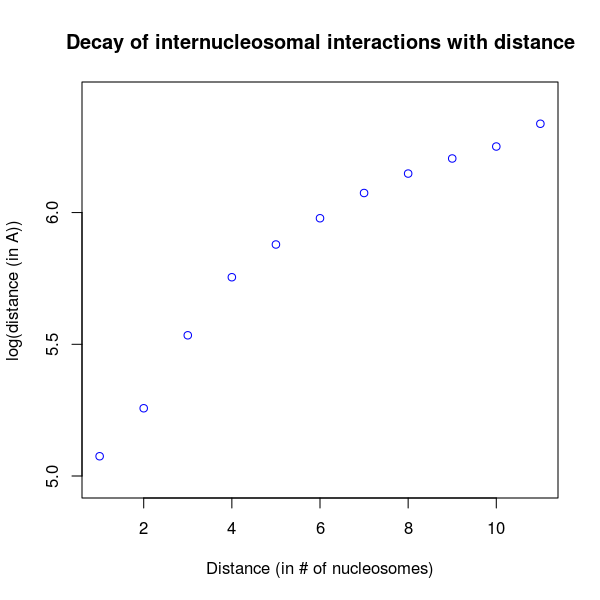 Decay of internucleosomal interactions with distance
log(distance (in A))
6.0
5.5
5.0
2 4 6 8 10
Distance (in # of nucleosomes)